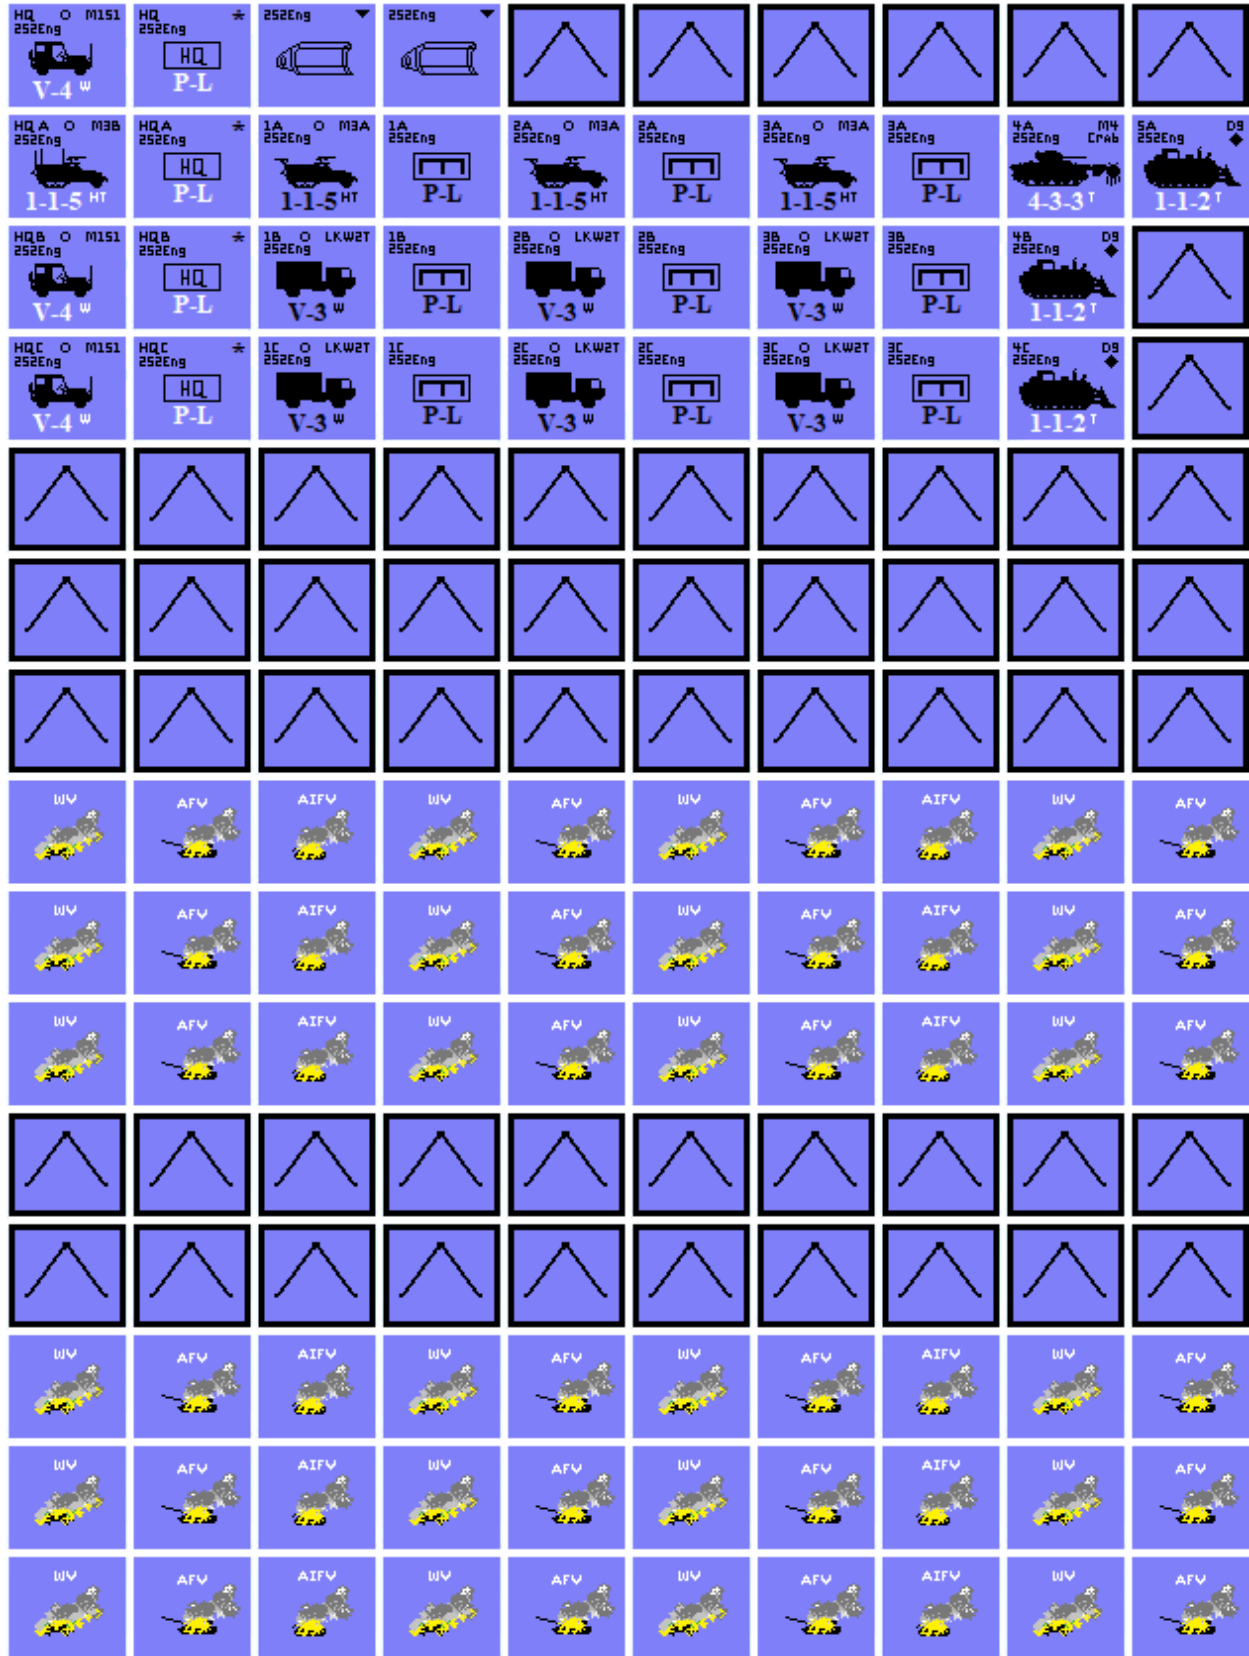 HQ O M151
252Eng
V-4 W
HQ *
252Eng
HQ
P-L
252Eng
252Eng
HQA O M3B
252Eng
1-1-5 HT
HQA *
252Eng
HQ
P-L
1A O M3A
252Eng
1-1-5 HT
1A
252Eng
P-L
2A O M3A
252Eng
1-1-5 HT
2A
252Eng
P-L
3A O M3A
252Eng
1-1-5 HT
3A
252Eng
P-L
4A M4
252Eng Crab
4-3-3 T
5A D9
252Eng
1-1-2 T
HQB O M151
252Eng
V-4 W
HQB *
252Eng
HQ
P-L
1B O LKW2T
252Eng
V-3 W
1B
252Eng
P-L
2B O LKW2T
252Eng
V-3 W
2B
252Eng
P-L
3B O LKW2T
252Eng
V-3 W
3B
252Eng
P-L
4B D9
252Eng
1-1-2 T
HQC O M151
252Eng
V-4 W
HQC *
252Eng
HQ
P-L
1C O LKW2T
252Eng
V-3 W
1C
252Eng
P-L
2C O LKW2T
252Eng
V-3 W
2C
252Eng
P-L
3C O LKW2T
252Eng
V-3 W
3C
252Eng
P-L
4C D9
252Eng
1-1-2 T
WV AFV AIFV WV AFV WV AFV AIFV WV AFV
WV AFV AIFV WV AFV WV AFV AIFV WV AFV
WV AFV AIFV WV AFV WV AFV AIFV WV AFV
WV AFV AIFV WV AFV WV AFV AIFV WV AFV
WV AFV AIFV WV AFV WV AFV AIFV WV AFV
WV AFV AIFV WV AFV WV AFV AIFV WV AFV